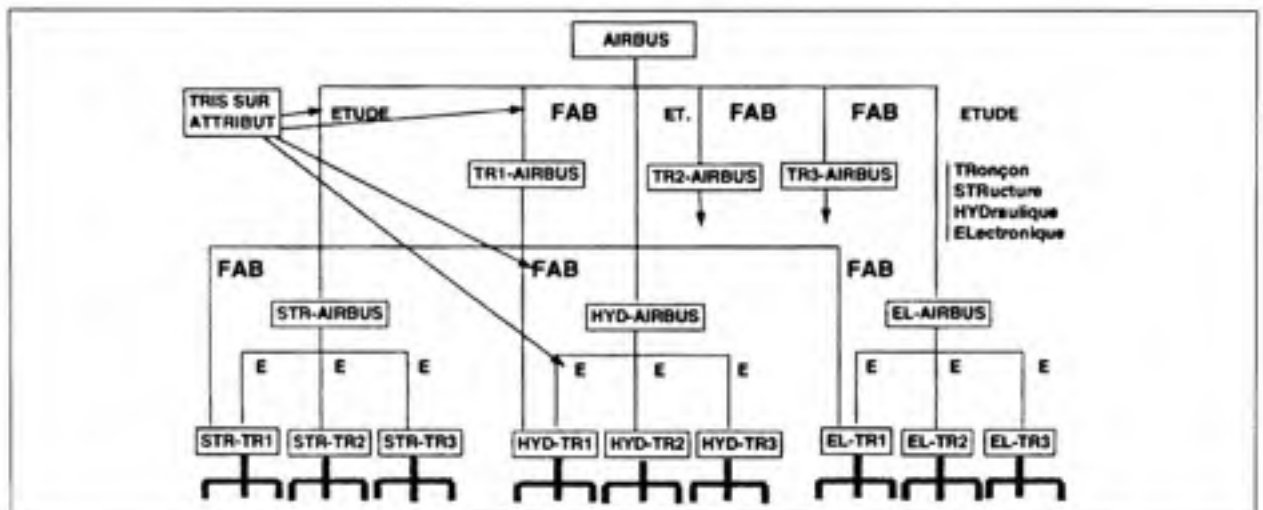 AIRBUS
TRIS SUR
ATTRIBUT
ETUDE
FAB
ET.
FAB
FAB
ETUDE
TR1-AIRBUS
TR2-AIRBUS
TR3-AIRBUS
TRonçon
STRucture
HYDraulique
ELectronique
FAB
FAB
FAB
STR-AIRBUS
HYD-AIRBUS
EL-AIRBUS
E
E
E
E
E
E
E
E
E
STR-TR1
STR-TR2
STR-TR3
HYD-TR1
HYD-TR2
HYD-TR3
EL-TR1
EL-TR2
EL-TR3